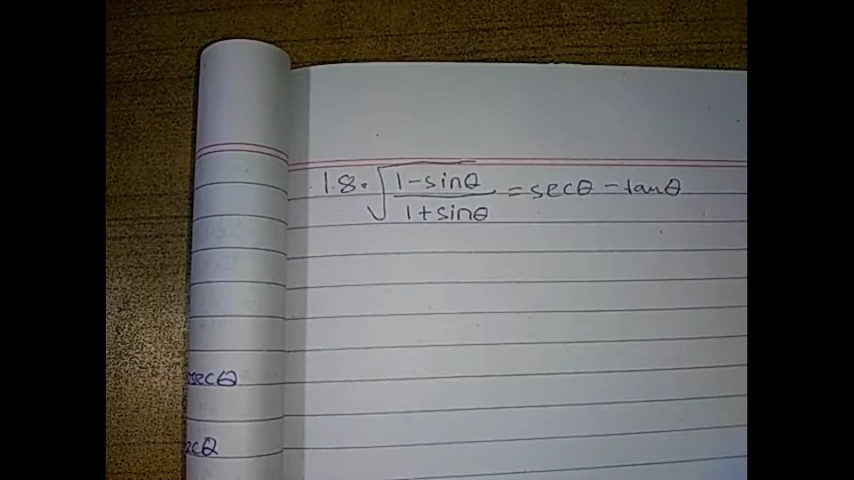 1.8. √(1-sinθ / 1+sinθ) = secθ - tanθ
secθ
cθ